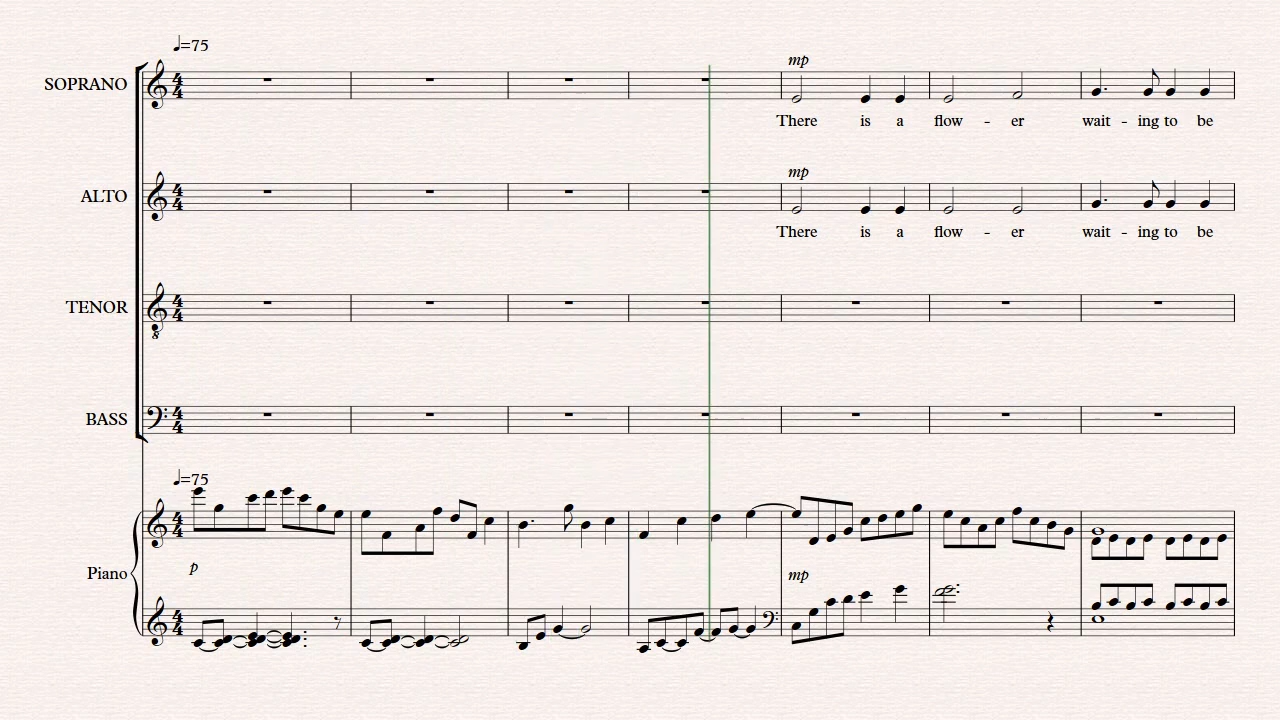 ♩=75
SOPRANO
mp
There is a flow - er wait - ing to be
ALTO
mp
There is a flow - er wait - ing to be
TENOR
8
BASS
♩=75
Piano
p
mp